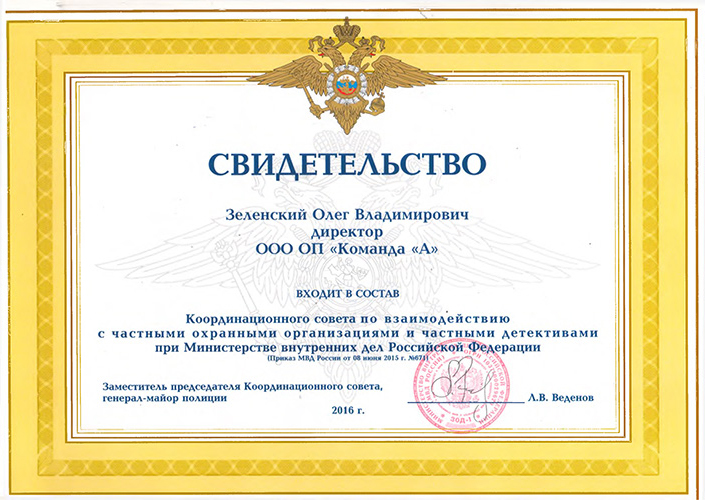 СВИДЕТЕЛЬСТВО
Зеленский Олег Владимирович
директор
ООО ОП «Команда «А»
ВХОДИТ В СОСТАВ
Координационного совета по взаимодействию
с частными охранными организациями и частными детективами
при Министерстве внутренних дел Российской Федерации
(Приказ МВД России от 08 июня 2015 г. №671)
Заместитель председателя Координационного совета,
генерал-майор полиции
Л.В. Веденов
2016 г.